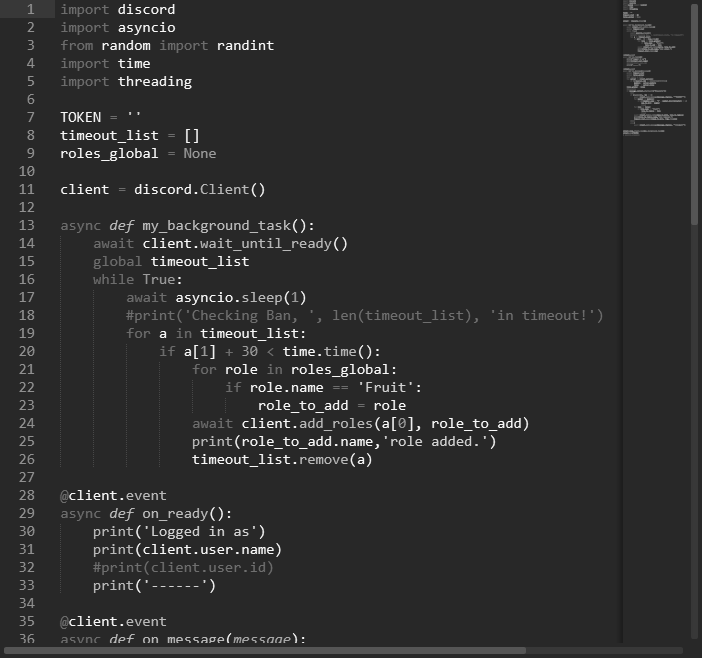 1 import discord
2 import asyncio
3 from random import randint
4 import time
5 import threading
6
7 TOKEN = ''
8 timeout_list = []
9 roles_global = None
10
11 client = discord.Client()
12
13 async def my_background_task():
14     await client.wait_until_ready()
15     global timeout_list
16     while True:
17         await asyncio.sleep(1)
18         #print('Checking Ban, ', len(timeout_list), 'in timeout!')
19         for a in timeout_list:
20             if a[1] + 30 < time.time():
21                 for role in roles_global:
22                     if role.name == 'Fruit':
23                         role_to_add = role
24                 await client.add_roles(a[0], role_to_add)
25                 print(role_to_add.name,'role added.')
26                 timeout_list.remove(a)
27
28 @client.event
29 async def on_ready():
30     print('Logged in as')
31     print(client.user.name)
32     #print(client.user.id)
33     print('------')
34
35 @client.event
36 async def on_message(message):